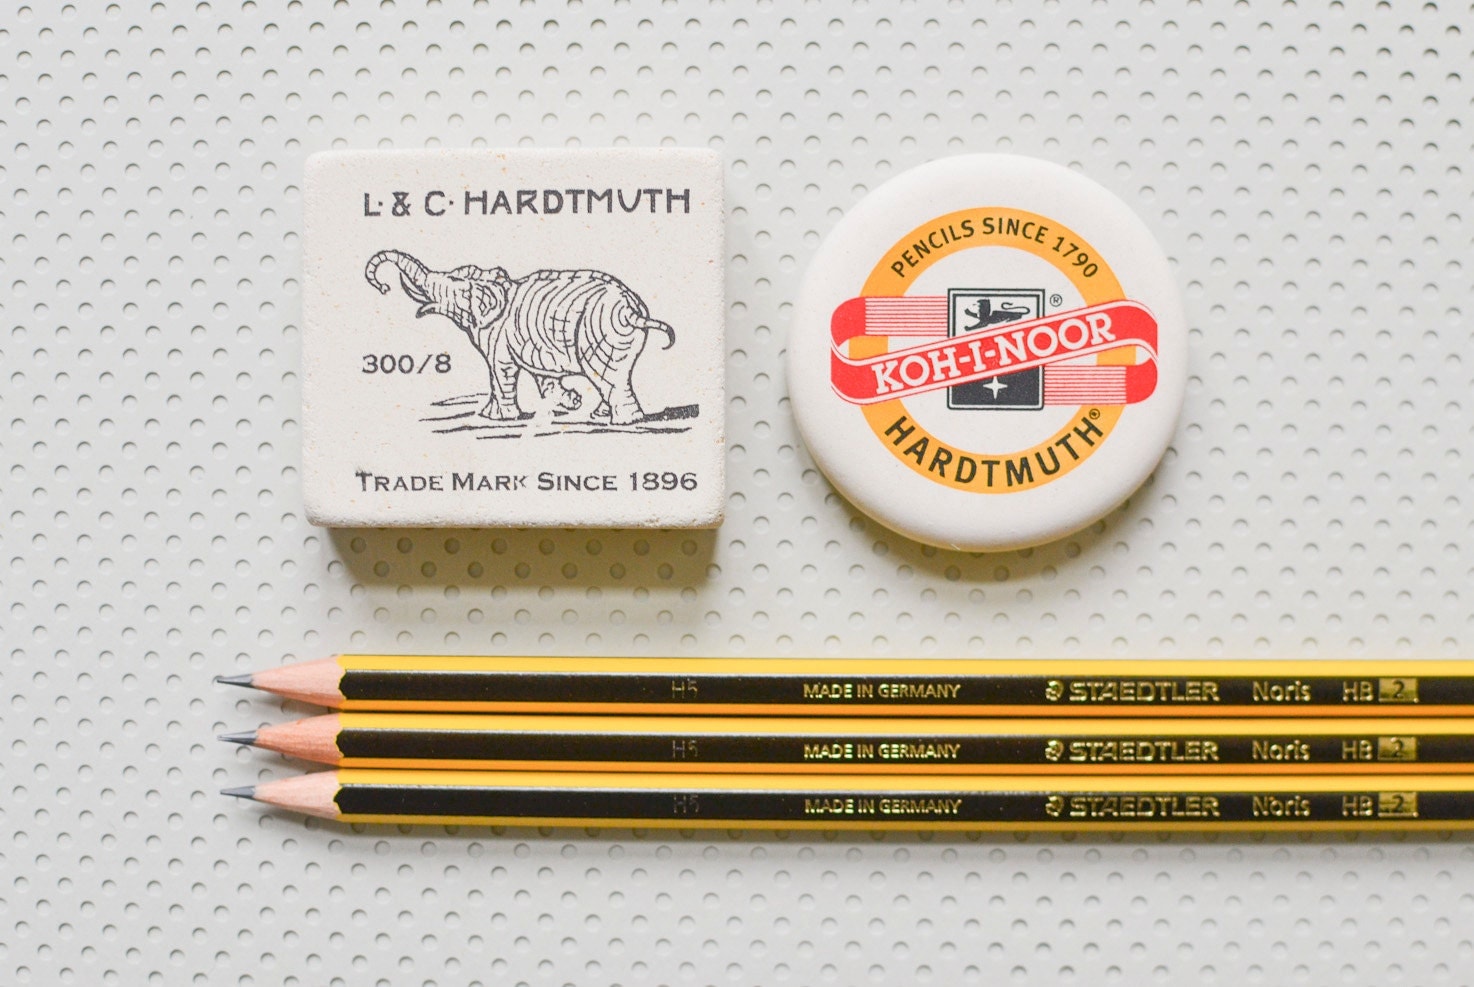 L. & C. HARDTMUTH
300/8
TRADE MARK SINCE 1896
PENCILS SINCE 1790
®
KOH-I-NOOR
HARDTMUTH®
MADE IN GERMANY STAEDTLER Noris HB 2
MADE IN GERMANY STAEDTLER Noris HB 2
MADE IN GERMANY STAEDTLER Noris HB 2